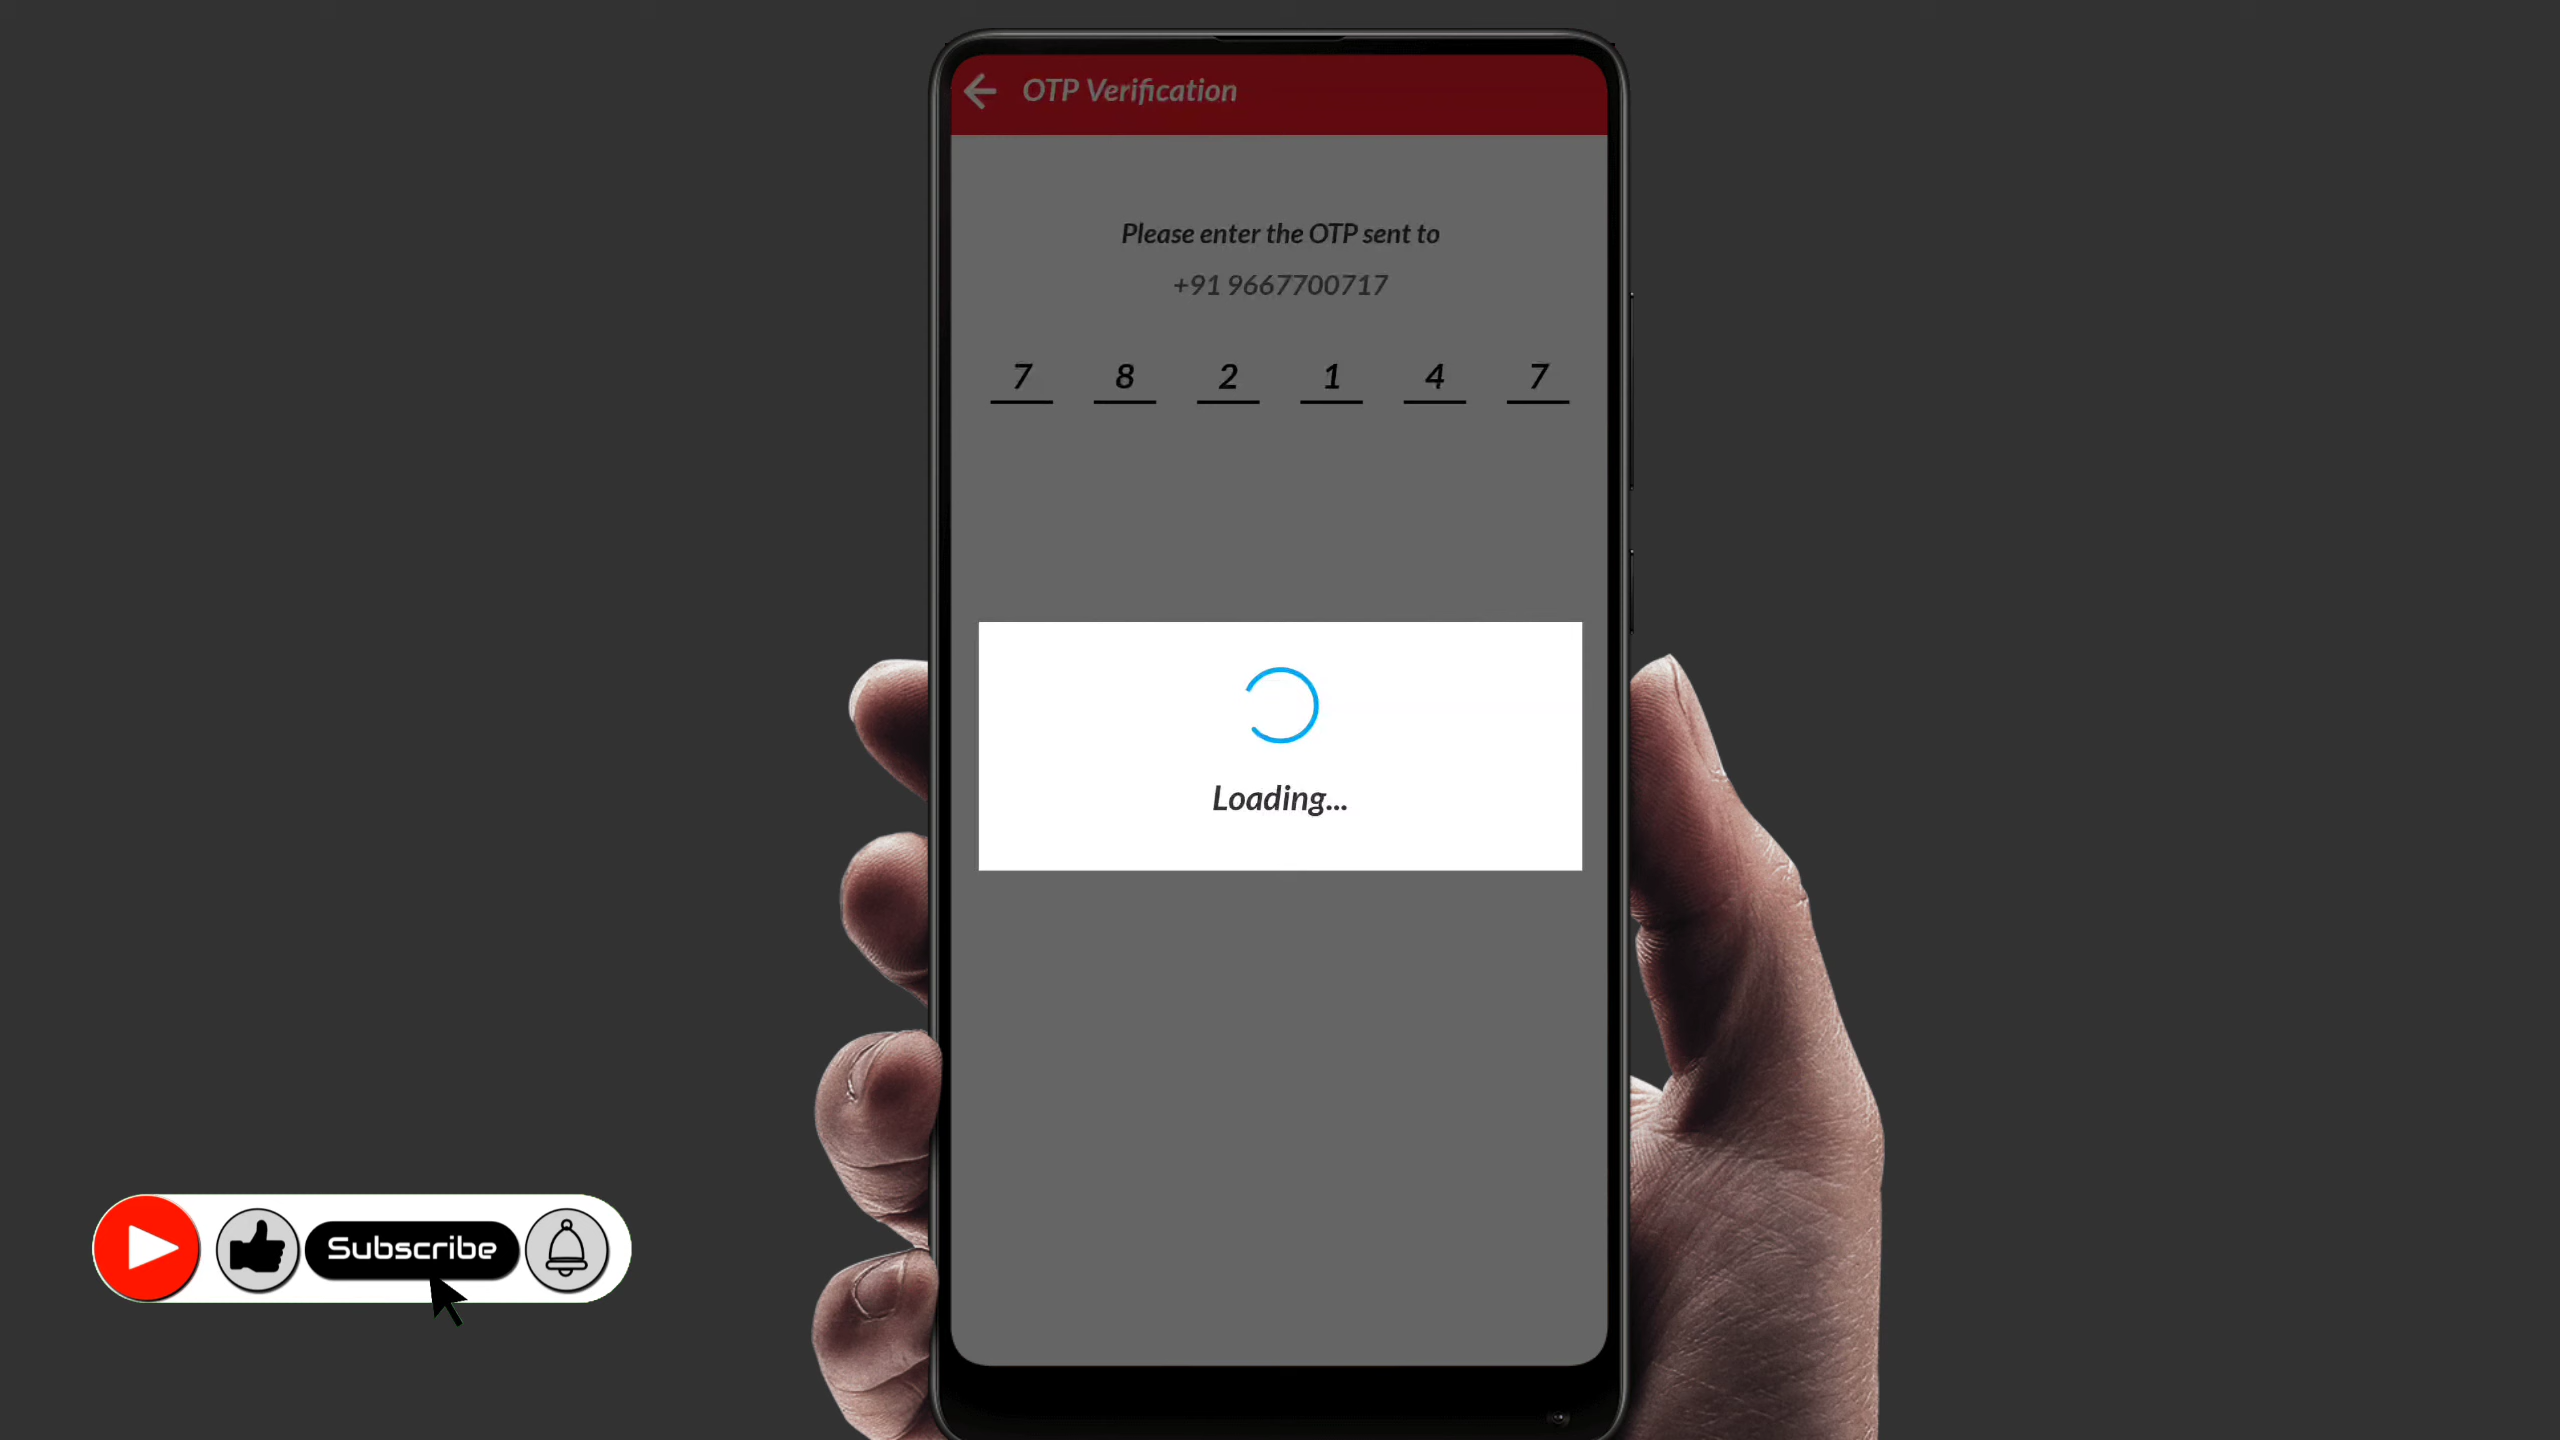 OTP Verification
Please enter the OTP sent to
+91 9667700717
7 8 2 1 4 7
Loading...
Subscribe